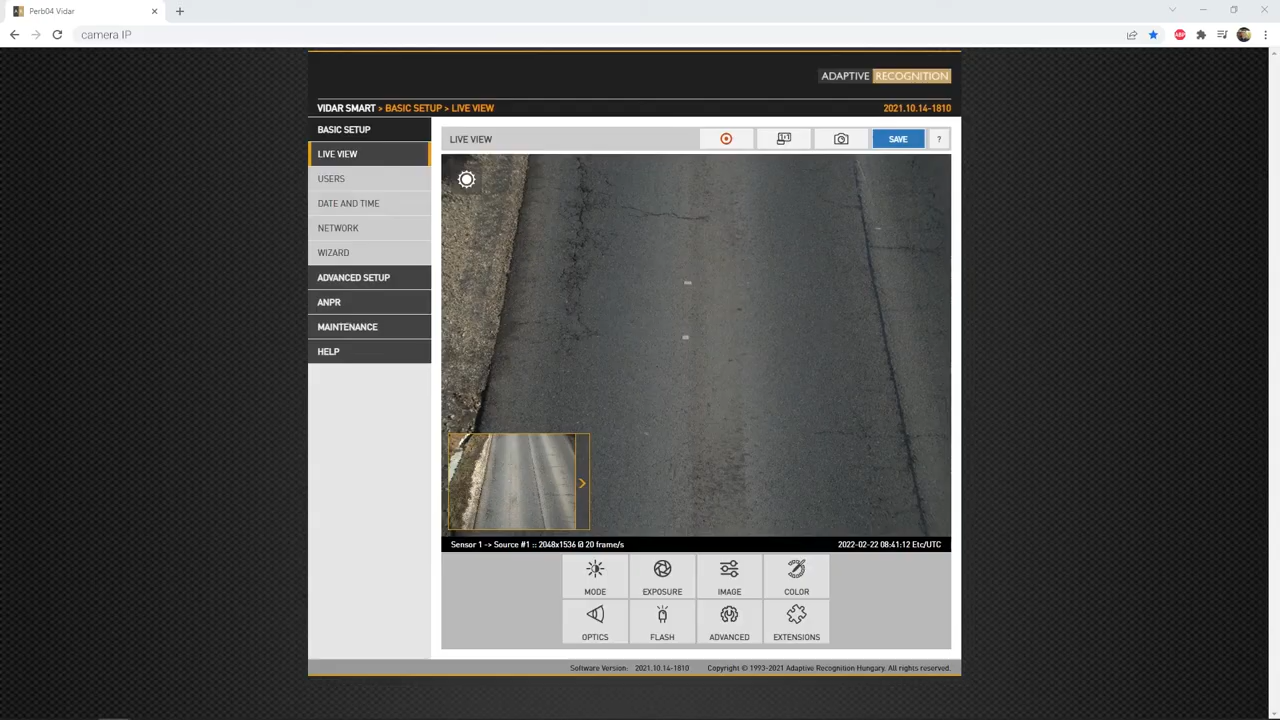 Perb04 Vidar
camera IP
ABP
ADAPTIVE RECOGNITION
VIDAR SMART > BASIC SETUP > LIVE VIEW
2021.10.14-1810
BASIC SETUP
LIVE VIEW
USERS
DATE AND TIME
NETWORK
WIZARD
ADVANCED SETUP
ANPR
MAINTENANCE
HELP
LIVE VIEW
1:1
SAVE
?
Sensor 1 -> Source #1 :: 2048x1536 @ 20 frame/s
2022-02-22 08:41:12 Etc/UTC
MODE
EXPOSURE
IMAGE
COLOR
OPTICS
FLASH
ADVANCED
EXTENSIONS
Software Version: 2021.10.14-1810
Copyright © 1993-2021 Adaptive Recognition Hungary. All rights reserved.